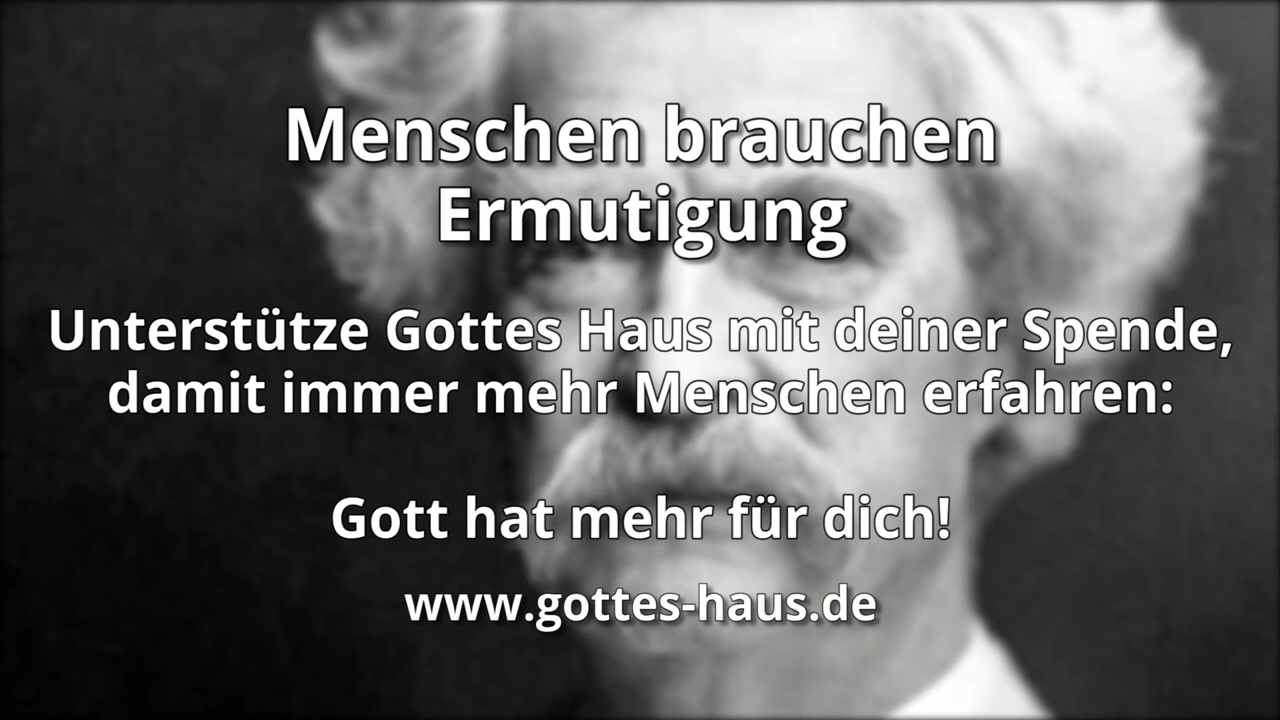 Menschen brauchen
Ermutigung
Unterstütze Gottes Haus mit deiner Spende,
damit immer mehr Menschen erfahren:
Gott hat mehr für dich!
www.gottes-haus.de